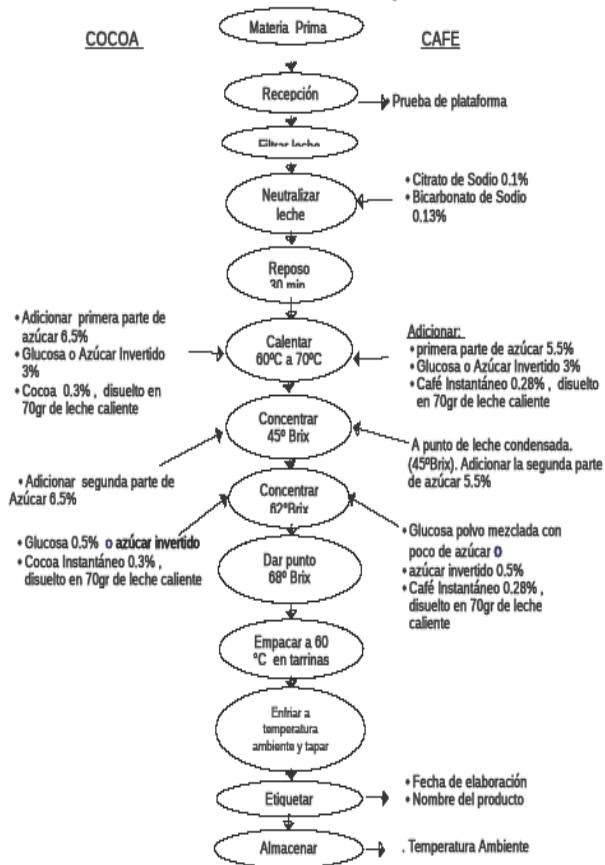 Materia Prima
COCOA
CAFE
Recepción
Prueba de plataforma
Filtrar leche
Neutralizar
leche
• Citrato de Sodio 0.1%
• Bicarbonato de Sodio
0.13%
Reposo
30 min
• Adicionar primera parte de
azúcar 6.5%
• Glucosa o Azúcar Invertido
3%
• Cocoa 0.3% , disuelto en
70gr de leche caliente
Calentar
60ºC a 70ºC
Adicionar:
• primera parte de azúcar 5.5%
• Glucosa o Azúcar Invertido 3%
• Café Instantáneo 0.28% , disuelto
en 70gr de leche caliente
Concentrar
45º Brix
A punto de leche condensada.
(45ºBrix). Adicionar la segunda parte
de azúcar 5.5%
• Adicionar segunda parte de
Azúcar 6.5%
Concentrar
62ºBrix
• Glucosa 0.5% o azúcar invertido
• Cocoa Instantáneo 0.3% ,
disuelto en 70gr de leche caliente
• Glucosa polvo mezclada con
poco de azúcar o
• azúcar invertido 0.5%
• Café Instantáneo 0.28% ,
disuelto en 70gr de leche
caliente
Dar punto
68º Brix
Empacar a 60
°C en tarrinas
Enfriar a
temperatura
ambiente y tapar
Etiquetar
• Fecha de elaboración
• Nombre del producto
Almacenar
. Temperatura Ambiente